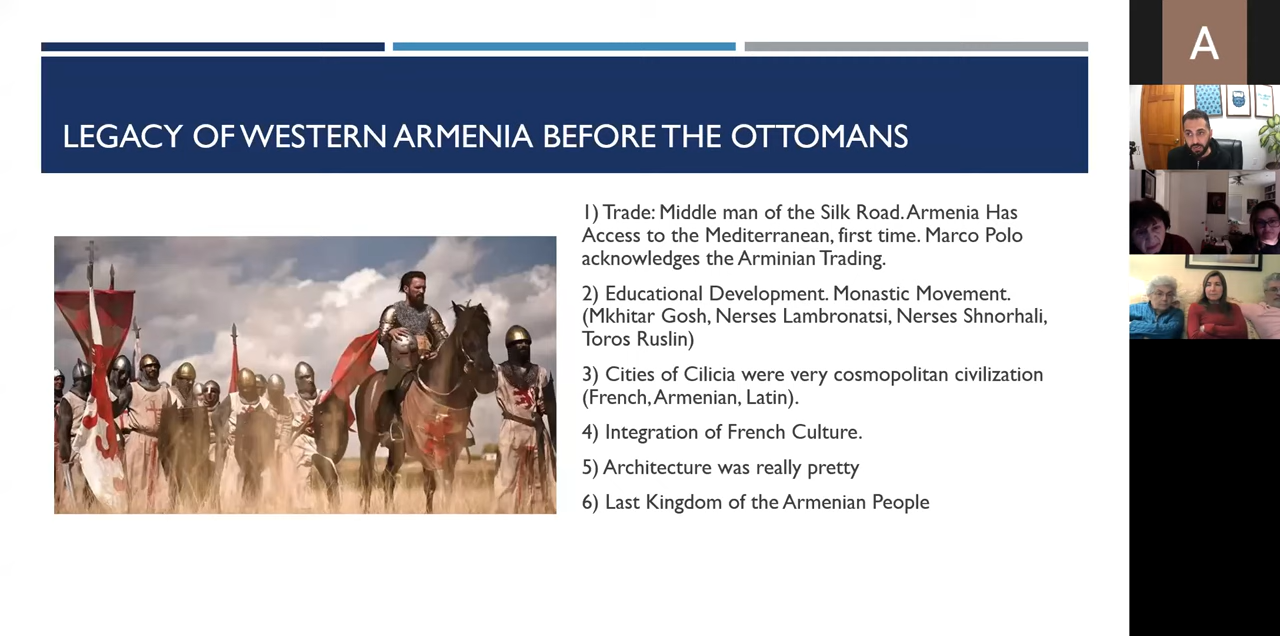 LEGACY OF WESTERN ARMENIA BEFORE THE OTTOMANS
1) Trade: Middle man of the Silk Road. Armenia Has
Access to the Mediterranean, first time. Marco Polo
acknowledges the Arminian Trading.
2) Educational Development. Monastic Movement.
(Mkhitar Gosh, Nerses Lambronatsi, Nerses Shnorhali,
Toros Ruslin)
3) Cities of Cilicia were very cosmopolitan civilization
(French, Armenian, Latin).
4) Integration of French Culture.
5) Architecture was really pretty
6) Last Kingdom of the Armenian People
A